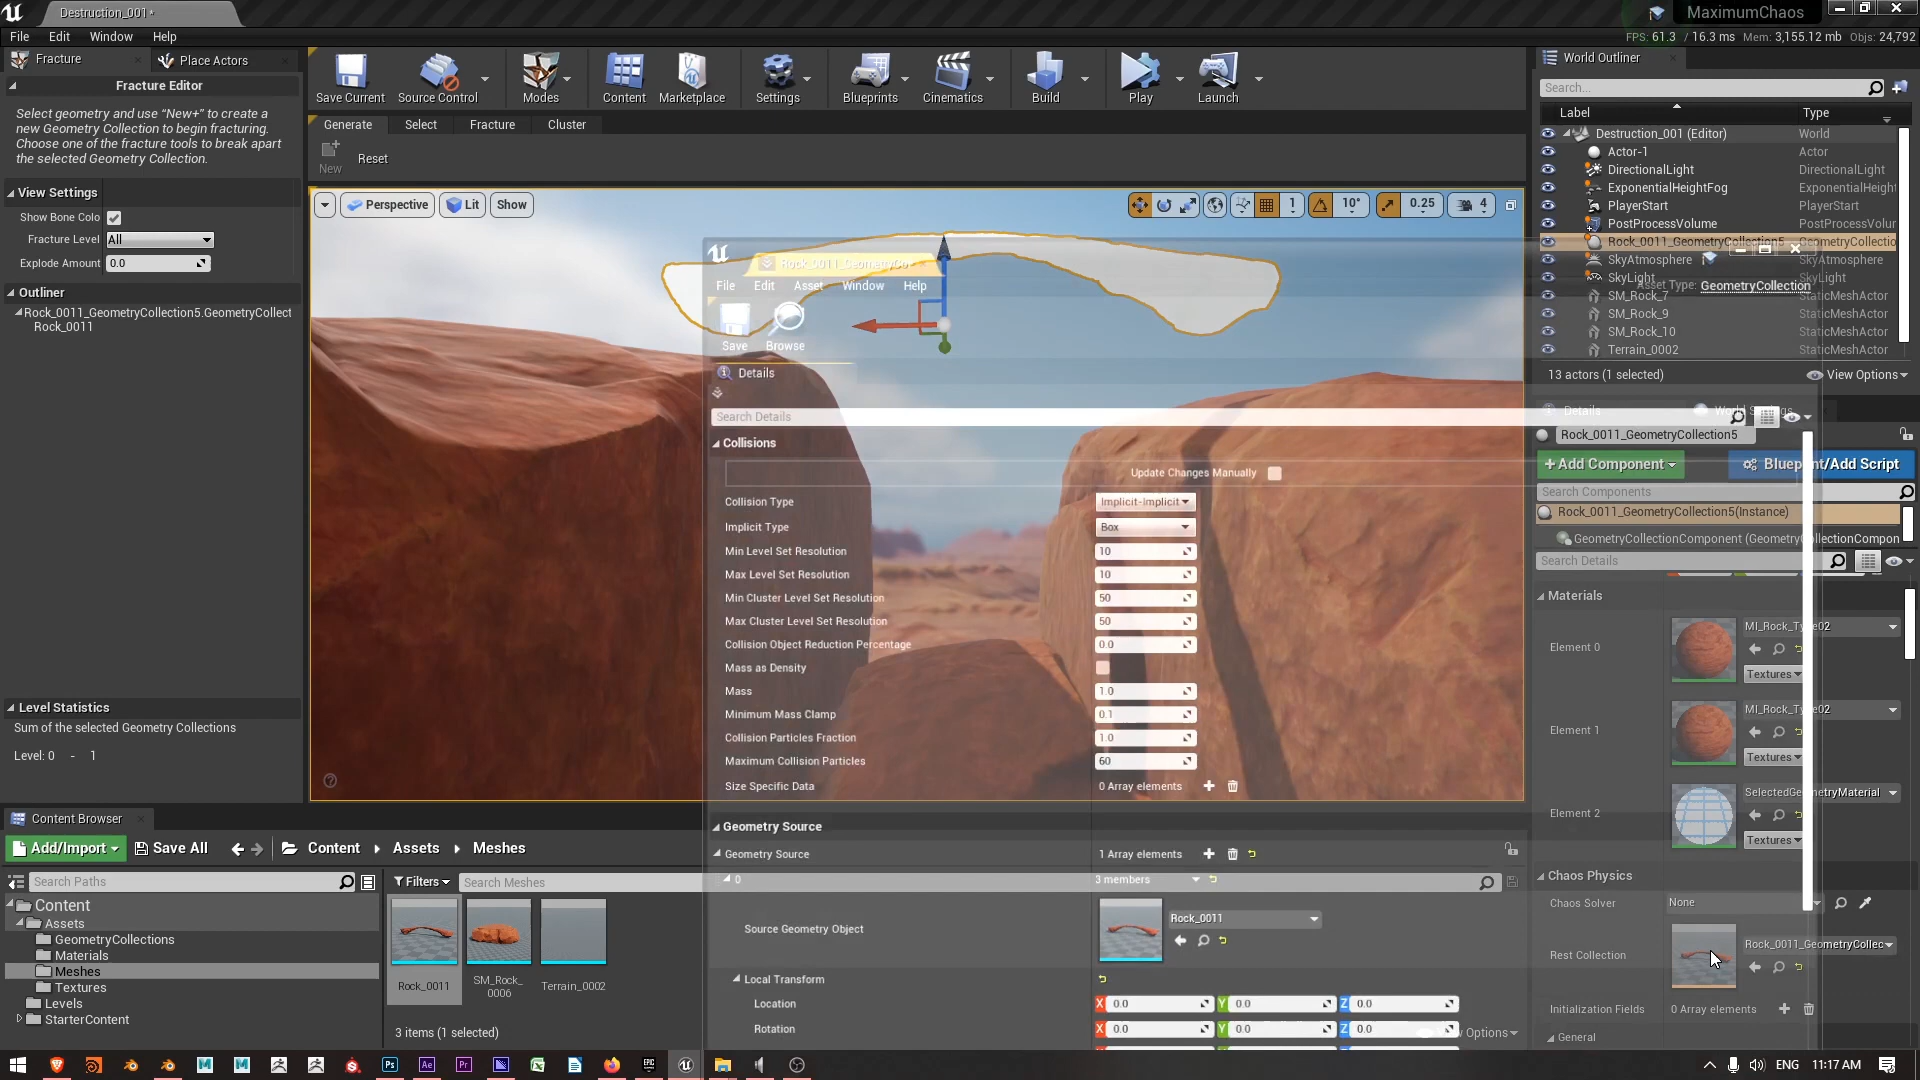 Destruction_001*
MaximumChaos
File Edit Window Help
FPS: 61.3 / 16.3 ms Mem: 3,155.12 mb Objs: 24,792
Fracture
Place Actors
Fracture Editor
Select geometry and use "New+" to create a
new Geometry Collection to begin fracturing.
Choose one of the fracture tools to break apart
the selected Geometry Collection.
View Settings
Show Bone Colo
Fracture Level All
Explode Amount 0.0
Outliner
Rock_0011_GeometryCollection5.GeometryCollect
Rock_0011
Level Statistics
Sum of the selected Geometry Collections
Level: 0 - 1
Save Current
Source Control
Modes
Content
Marketplace
Settings
Blueprints
Cinematics
Build
Play
Launch
Generate Select Fracture Cluster
New
Reset
Perspective Lit Show
1 10° 0.25 4
Rock_0011_GeometryCo
File Edit Asset Window Help
Asset Type: GeometryCollection
Save Browse
Details
Search Details
Collisions
Update Changes Manually
Collision Type Implicit-Implicit
Implicit Type Box
Min Level Set Resolution 10
Max Level Set Resolution 10
Min Cluster Level Set Resolution 50
Max Cluster Level Set Resolution 50
Collision Object Reduction Percentage 0.0
Mass as Density
Mass 1.0
Minimum Mass Clamp 0.1
Collision Particles Fraction 1.0
Maximum Collision Particles 60
Size Specific Data 0 Array elements
Geometry Source
Geometry Source 1 Array elements
0 3 members
Source Geometry Object Rock_0011
Local Transform
Location X 0.0 Y 0.0 Z 0.0
Rotation X 0.0 Y 0.0 Z 0.0
World Outliner
Search...
Label Type
Destruction_001 (Editor) World
Actor-1 Actor
DirectionalLight DirectionalLight
ExponentialHeightFog ExponentialHeight
PlayerStart PlayerStart
PostProcessVolume PostProcessVolur
Rock_0011_GeometryCollection5 GeometryCollectio
SkyAtmosphere SkyAtmosphere
SkyLight SkyLight
SM_Rock_7 StaticMeshActor
SM_Rock_9 StaticMeshActor
SM_Rock_10 StaticMeshActor
Terrain_0002 StaticMeshActor
13 actors (1 selected) View Options
Details
Rock_0011_GeometryCollection5
+ Add Component
Blueprint/Add Script
Search Components
Rock_0011_GeometryCollection5(Instance)
GeometryCollectionComponent (GeometryCollectionCompon
Search Details
Materials
Element 0 MI_Rock_Type02
Textures
Element 1 MI_Rock_Type02
Textures
Element 2 SelectedGeometryMaterial
Textures
Chaos Physics
Chaos Solver None
Rest Collection Rock_0011_GeometryCollec
Initialization Fields 0 Array elements
General
Content Browser
Add/Import Save All Content Assets Meshes
Search Paths
Filters Search Meshes
Content
Assets
GeometryCollections
Materials
Meshes
Textures
Levels
StarterContent
Rock_0011
SM_Rock_
0006
Terrain_0002
3 items (1 selected)
Options
ENG 11:17 AM